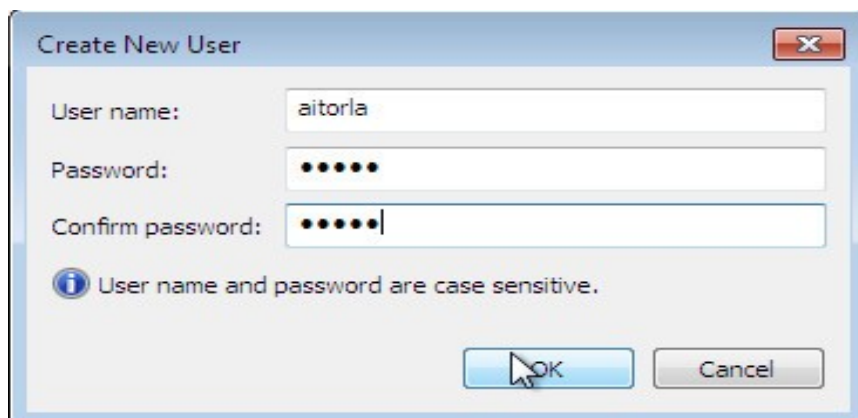 Create New User
User name: aitorla
Password: •••••
Confirm password: •••••
User name and password are case sensitive.
OK Cancel